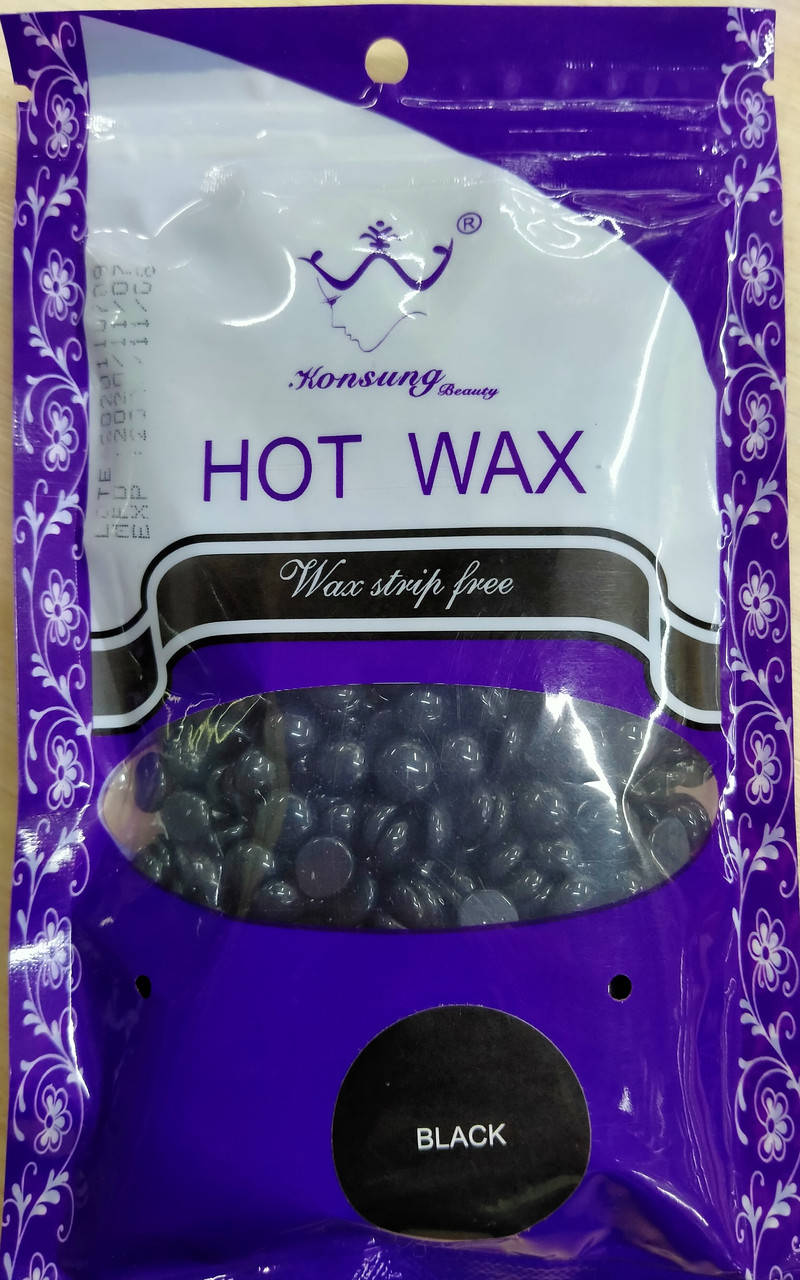 ®
Konsung Beauty
HOT WAX
Wax strip free
BLACK